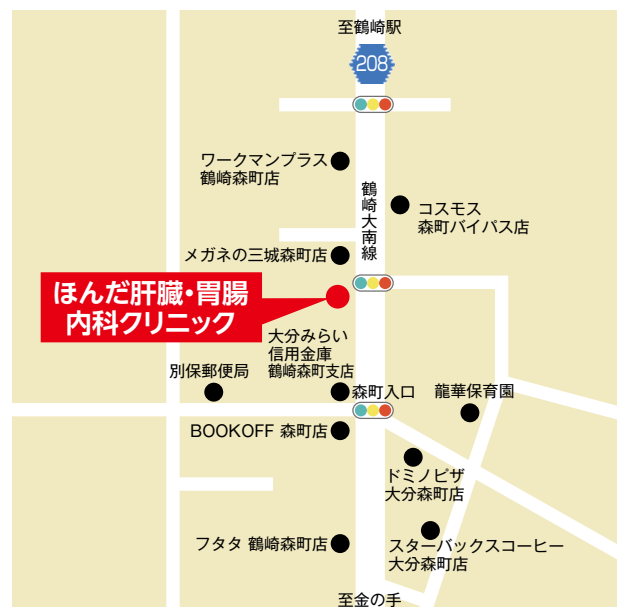 至鶴崎駅
208
ワークマンプラス
鶴崎森町店
鶴崎大南線
コスモス
森町バイパス店
メガネの三城森町店
ほんだ肝臓・胃腸
内科クリニック
大分みらい
信用金庫
鶴崎森町支店
別保郵便局
森町入口
龍華保育園
BOOKOFF 森町店
ドミノピザ
大分森町店
フタタ 鶴崎森町店
スターバックスコーヒー
大分森町店
至金の手